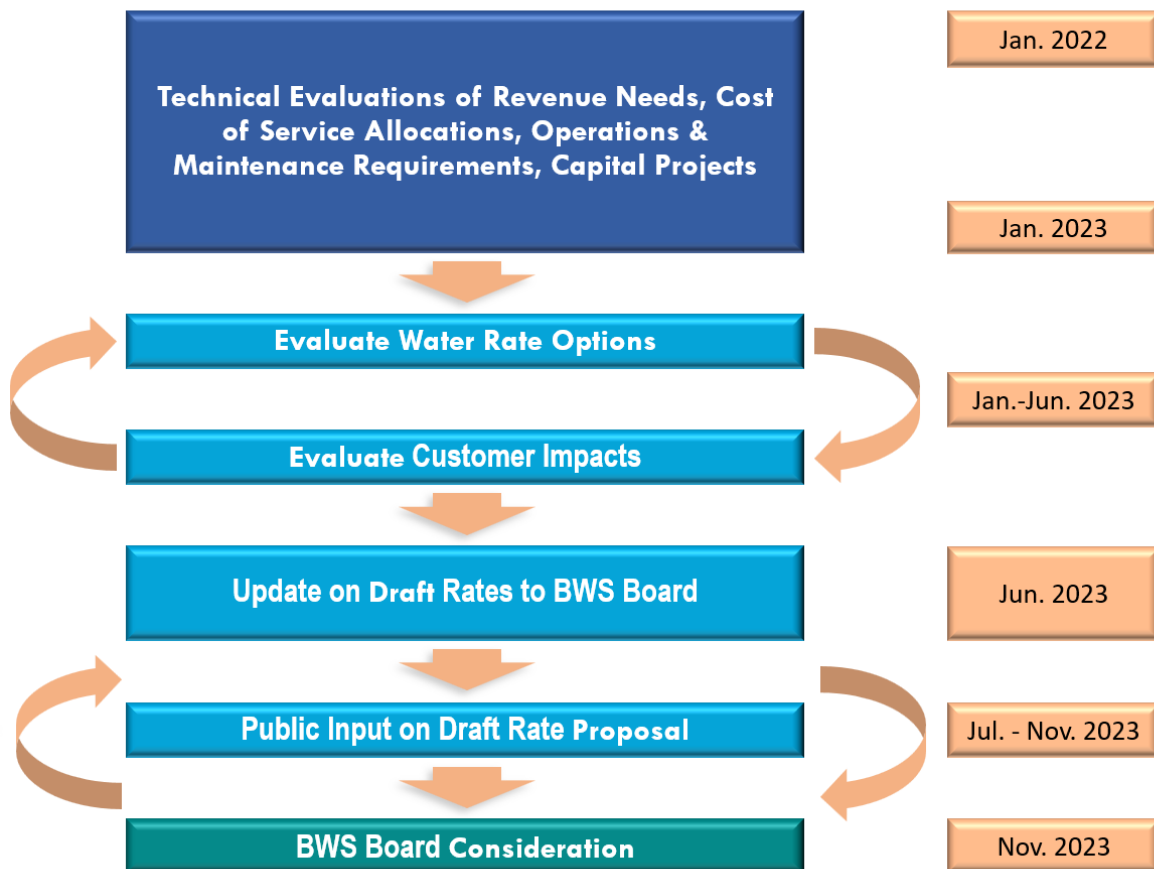 Jan. 2022
Technical Evaluations of Revenue Needs, Cost
of Service Allocations, Operations &
Maintenance Requirements, Capital Projects
Jan. 2023
Evaluate Water Rate Options
Jan.-Jun. 2023
Evaluate Customer Impacts
Update on Draft Rates to BWS Board
Jun. 2023
Public Input on Draft Rate Proposal
Jul. - Nov. 2023
BWS Board Consideration
Nov. 2023